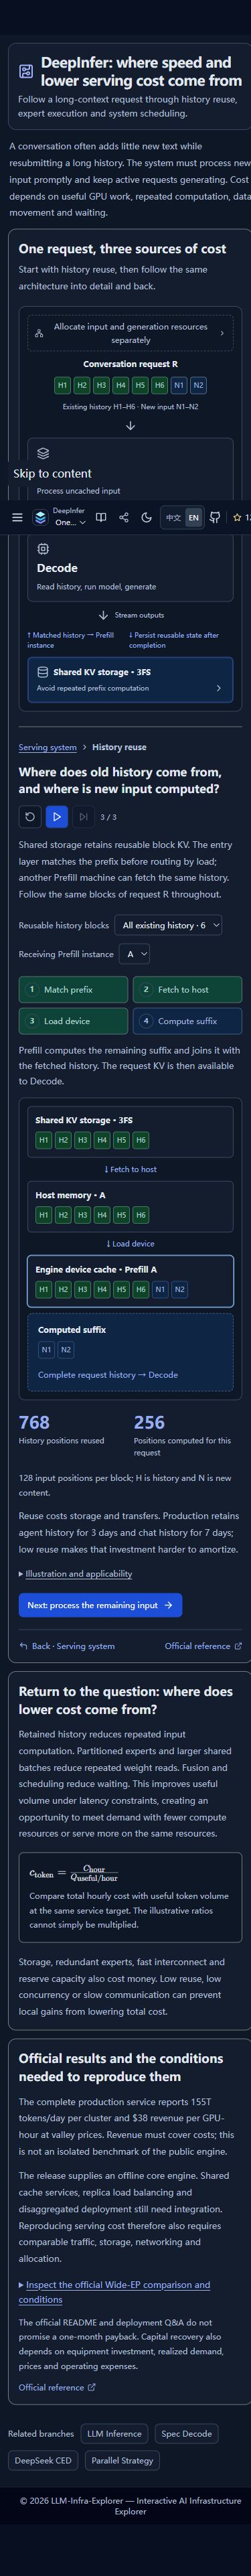 DeepInfer: where speed and
lower serving cost come from
Follow a long-context request through history reuse,
expert execution and system scheduling.
A conversation often adds little new text while
resubmitting a long history. The system must process new
input promptly and keep active requests generating. Cost
depends on useful GPU work, repeated computation, data
movement and waiting.
One request, three sources of cost
Start with history reuse, then follow the same
architecture into detail and back.
Allocate input and generation resources
separately
Conversation request R
H1 H2 H3 H4 H5 H6 N1 N2
Existing history H1–H6 · New input N1–N2
Skip to content
Process uncached input
DeepInfer
One...
中文 EN
Decode
Read history, run model, generate
↓ Stream outputs
↑ Matched history → Prefill
instance
↓ Persist reusable state after
completion
Shared KV storage · 3FS
Avoid repeated prefix computation
Serving system > History reuse
Where does old history come from,
and where is new input computed?
3 / 3
Shared storage retains reusable block KV. The entry
layer matches the prefix before routing by load;
another Prefill machine can fetch the same history.
Follow the same blocks of request R throughout.
Reusable history blocks All existing history · 6
Receiving Prefill instance A
1 Match prefix
2 Fetch to host
3 Load device
4 Compute suffix
Prefill computes the remaining suffix and joins it with
the fetched history. The request KV is then available
to Decode.
Shared KV storage · 3FS
H1 H2 H3 H4 H5 H6
↓ Fetch to host
Host memory · A
H1 H2 H3 H4 H5 H6
↓ Load device
Engine device cache · Prefill A
H1 H2 H3 H4 H5 H6 N1 N2
Computed suffix
N1 N2
Complete request history → Decode
768
History positions reused
256
Positions computed for this
request
128 input positions per block; H is history and N is new
content.
Reuse costs storage and transfers. Production retains
agent history for 3 days and chat history for 7 days;
low reuse makes that investment harder to amortize.
Illustration and applicability
Next: process the remaining input →
Back · Serving system
Official reference
Return to the question: where does
lower cost come from?
Retained history reduces repeated input
computation. Partitioned experts and larger shared
batches reduce repeated weight reads. Fusion and
scheduling reduce waiting. This improves useful
volume under latency constraints, creating an
opportunity to meet demand with fewer compute
resources or serve more on the same resources.
c_token = C_hour / Q_useful/hour
Compare total hourly cost with useful token volume
at the same service target. The illustrative ratios
cannot simply be multiplied.
Storage, redundant experts, fast interconnect and
reserve capacity also cost money. Low reuse, low
concurrency or slow communication can prevent
local gains from lowering total cost.
Official results and the conditions
needed to reproduce them
The complete production service reports 155T
tokens/day per cluster and $38 revenue per GPU-
hour at valley prices. Revenue must cover costs; this
is not an isolated benchmark of the public engine.
The release supplies an offline core engine. Shared
cache services, replica load balancing and
disaggregated deployment still need integration.
Reproducing serving cost therefore also requires
comparable traffic, storage, networking and
allocation.
Inspect the official Wide-EP comparison and
conditions
The official README and deployment Q&A do not
promise a one-month payback. Capital recovery also
depends on equipment investment, realized demand,
prices and operating expenses.
Official reference
Related branches
LLM Inference
Spec Decode
DeepSeek CED
Parallel Strategy
© 2026 LLM-Infra-Explorer — Interactive AI Infrastructure
Explorer